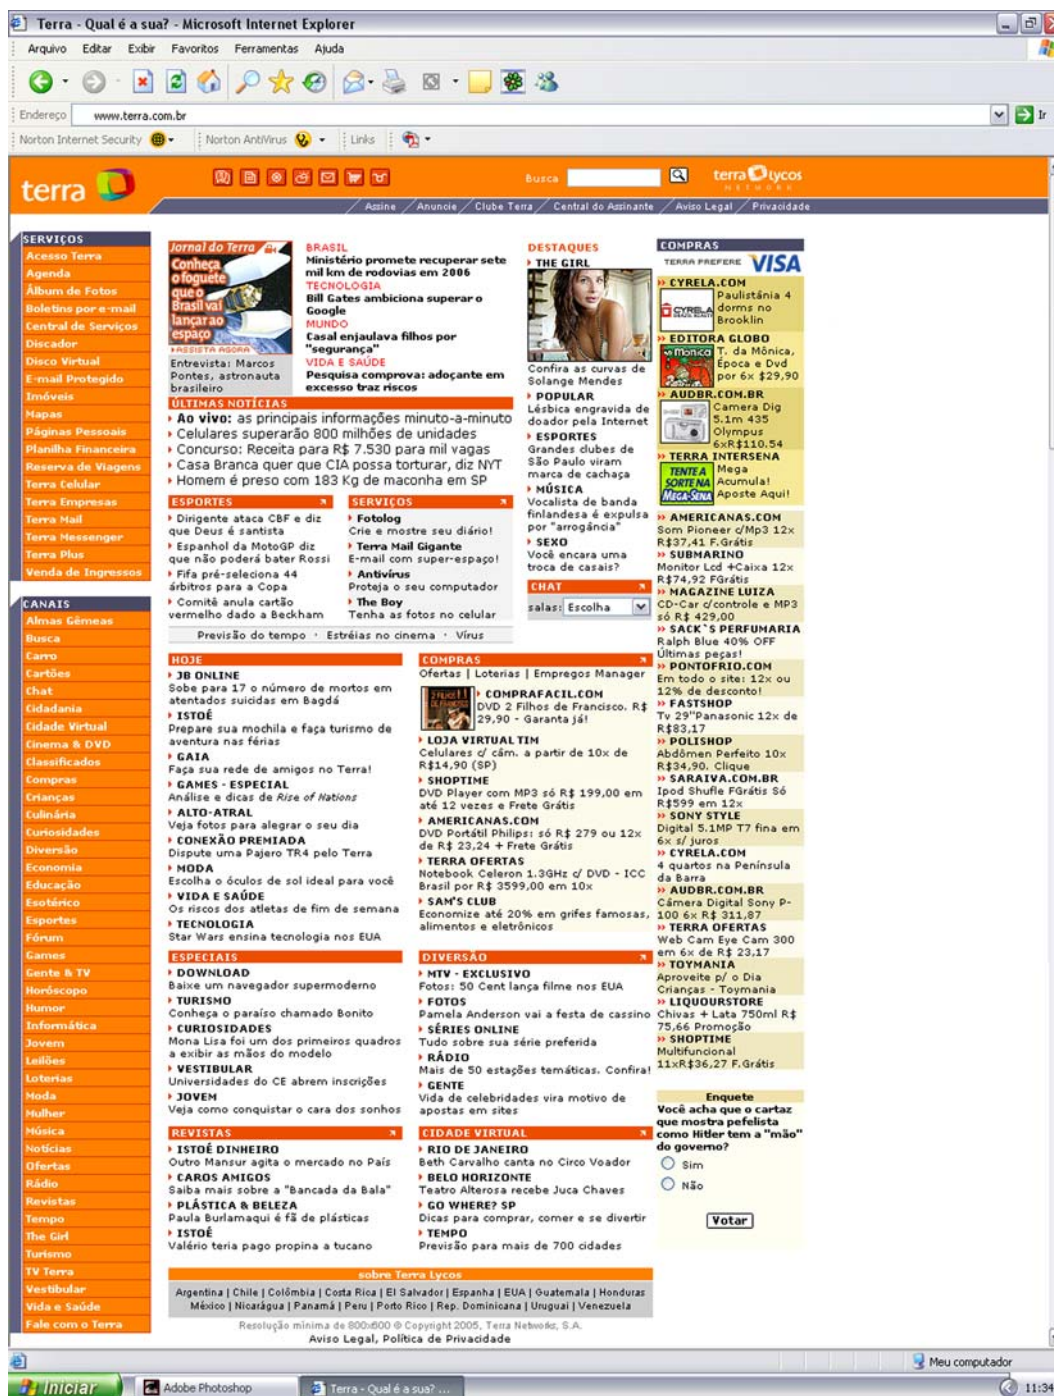 Terra - Qual é a sua? - Microsoft Internet Explorer
Arquivo Editar Exibir Favoritos Ferramentas Ajuda
Endereço www.terra.com.br Ir
Norton Internet Security Norton AntiVirus Links
terra
Busca
terra Lycos
NETWORK
Assine Anuncie Clube Terra Central do Assinante Aviso Legal Privacidade
SERVIÇOS
Acesso Terra
Agenda
Álbum de Fotos
Boletins por e-mail
Central de Serviços
Discador
Disco Virtual
E-mail Protegido
Imóveis
Mapas
Páginas Pessoais
Planilha Financeira
Reserva de Viagens
Terra Celular
Terra Empresas
Terra Mail
Terra Messenger
Terra Plus
Venda de Ingressos
CANAIS
Almas Gêmeas
Busca
Carro
Cartões
Chat
Cidadania
Cidade Virtual
Cinema & DVD
Classificados
Compras
Crianças
Culinária
Curiosidades
Diversão
Economia
Educação
Esotérico
Esportes
Fórum
Games
Gente & TV
Horóscopo
Humor
Informática
Jovem
Leilões
Loterias
Moda
Mulher
Música
Notícias
Ofertas
Rádio
Revistas
Tempo
The Girl
Turismo
TV Terra
Vestibular
Vida e Saúde
Fale com o Terra
Jornal do Terra
Conheça
o foguete
que o
Brasil vai
lançar ao
espaço
ASSISTA AGORA
Entrevista: Marcos
Pontes, astronauta
brasileiro
BRASIL
Ministério promete recuperar sete
mil km de rodovias em 2006
TECNOLOGIA
Bill Gates ambiciona superar o
Google
MUNDO
Casal enjaulava filhos por
"segurança"
VIDA E SAÚDE
Pesquisa comprova: adoçante em
excesso traz riscos
ÚLTIMAS NOTÍCIAS
Ao vivo: as principais informações minuto-a-minuto
Celulares superarão 800 milhões de unidades
Concurso: Receita para R$ 7.530 para mil vagas
Casa Branca quer que CIA possa torturar, diz NYT
Homem é preso com 183 Kg de maconha em SP
ESPORTES
Dirigente ataca CBF e diz
que Deus é santista
Espanhol da MotoGP diz
que não poderá bater Rossi
Fifa pré-seleciona 44
árbitros para a Copa
Comitê anula cartão
vermelho dado a Beckham
SERVIÇOS
Fotolog
Crie e mostre seu diário!
Terra Mail Gigante
E-mail com super-espaço!
Antivírus
Proteja o seu computador
The Boy
Tenha as fotos no celular
Previsão do tempo · Estréias no cinema · Vírus
DESTAQUES
THE GIRL
Confira as curvas de
Solange Mendes
POPULAR
Lésbica engravida de
doador pela Internet
ESPORTES
Grandes clubes de
São Paulo viram
marca de cachaça
MÚSICA
Vocalista de banda
finlandesa é expulsa
por "arrogância"
SEXO
Você encara uma
troca de casais?
CHAT
salas: Escolha
HOJE
JB ONLINE
Sobe para 17 o número de mortos em
atentados suicidas em Bagdá
ISTOÉ
Prepare sua mochila e faça turismo de
aventura nas férias
GAIA
Faça sua rede de amigos no Terra!
GAMES - ESPECIAL
Análise e dicas de Rise of Nations
ALTO-ATRAL
Veja fotos para alegrar o seu dia
CONEXÃO PREMIADA
Dispute uma Pajero TR4 pelo Terra
MODA
Escolha o óculos de sol ideal para você
VIDA E SAÚDE
Os riscos dos atletas de fim de semana
TECNOLOGIA
Star Wars ensina tecnologia nos EUA
COMPRAS
Ofertas | Loterias | Empregos Manager
COMPRAFACIL.COM
DVD 2 Filhos de Francisco. R$
29,90 - Garanta já!
LOJA VIRTUAL TIM
Celulares c/ câm. a partir de 10x de
R$14,90 (SP)
SHOPTIME
DVD Player com MP3 só R$ 199,00 em
até 12 vezes e Frete Grátis
AMERICANAS.COM
DVD Portátil Philips: só R$ 279 ou 12x
de R$ 23,24 + Frete Grátis
TERRA OFERTAS
Notebook Celeron 1.3GHz c/ DVD - ICC
Brasil por R$ 3599,00 em 10x
SAM'S CLUB
Economize até 20% em grifes famosas,
alimentos e eletrônicos
ESPECIAIS
DOWNLOAD
Baixe um navegador supermoderno
TURISMO
Conheça o paraíso chamado Bonito
CURIOSIDADES
Mona Lisa foi um dos primeiros quadros
a exibir as mãos do modelo
VESTIBULAR
Universidades do CE abrem inscrições
JOVEM
Veja como conquistar o cara dos sonhos
DIVERSÃO
MTV - EXCLUSIVO
Fotos: 50 Cent lança filme nos EUA
FOTOS
Pamela Anderson vai a festa de cassino
SÉRIES ONLINE
Tudo sobre sua série preferida
RÁDIO
Mais de 50 estações temáticas. Confira!
GENTE
Vida de celebridades vira motivo de
apostas em sites
REVISTAS
ISTOÉ DINHEIRO
Outro Mansur agita o mercado no País
CAROS AMIGOS
Saiba mais sobre a "Bancada da Bala"
PLÁSTICA & BELEZA
Paula Burlamaqui é fã de plásticas
ISTOÉ
Valério teria pago propina a tucano
CIDADE VIRTUAL
RIO DE JANEIRO
Beth Carvalho canta no Circo Voador
BELO HORIZONTE
Teatro Alterosa recebe Juca Chaves
GO WHERE? SP
Dicas para comprar, comer e se divertir
TEMPO
Previsão para mais de 700 cidades
COMPRAS
TERRA PREFERE VISA
CYRELA.COM
CYRELA
Paulistânia 4
dorms no
Brooklin
EDITORA GLOBO
T. da Mônica,
Época e Dvd
por 6x $29,90
AUDBR.COM.BR
Camera Dig
5.1m 435
Olympus
6xR$110.54
TERRA INTERSENA
TENTE A
SORTE NA
MEGA-SENA
Mega
Acumula!
Aposte Aqui!
AMERICANAS.COM
Som Pioneer c/Mp3 12x
R$37,41 F.Grátis
SUBMARINO
Monitor Lcd +Caixa 12x
R$74,92 FGrátis
MAGAZINE LUIZA
CD-Car c/controle e MP3
só R$ 429,00
SACK`S PERFUMARIA
Ralph Blue 40% OFF
Últimas peças!
PONTOFRIO.COM
Em todo o site: 12x ou
12% de desconto!
FASTSHOP
Tv 29"Panasonic 12x de
R$83,17
POLISHOP
Abdômen Perfeito 10x
R$34,90. Clique
SARAIVA.COM.BR
Ipod Shufle FGrátis Só
R$599 em 12x
SONY STYLE
Digital 5.1MP T7 fina em
6x s/ juros
CYRELA.COM
4 quartos na Península
da Barra
AUDBR.COM.BR
Câmera Digital Sony P-
100 6x R$ 311,87
TERRA OFERTAS
Web Cam Eye Cam 300
em 6x de R$ 23,17
TOYMANIA
Aproveite p/ o Dia
Crianças - Toymania
LIQUOURSTORE
Chivas + Lata 750ml R$
75,66 Promoção
SHOPTIME
Multifuncional
11xR$36,27 F.Grátis
Enquete
Você acha que o cartaz
que mostra pefelista
como Hitler tem a "mão"
do governo?
Sim
Não
Votar
sobre Terra Lycos
Argentina | Chile | Colômbia | Costa Rica | El Salvador | Espanha | EUA | Guatemala | Honduras
México | Nicarágua | Panamá | Peru | Porto Rico | Rep. Dominicana | Uruguai | Venezuela
Resolução mínima de 800x600 © Copyright 2005, Terra Networks, S.A.
Aviso Legal, Política de Privacidade
Meu computador
Iniciar Adobe Photoshop Terra - Qual é a sua? ... 11:34